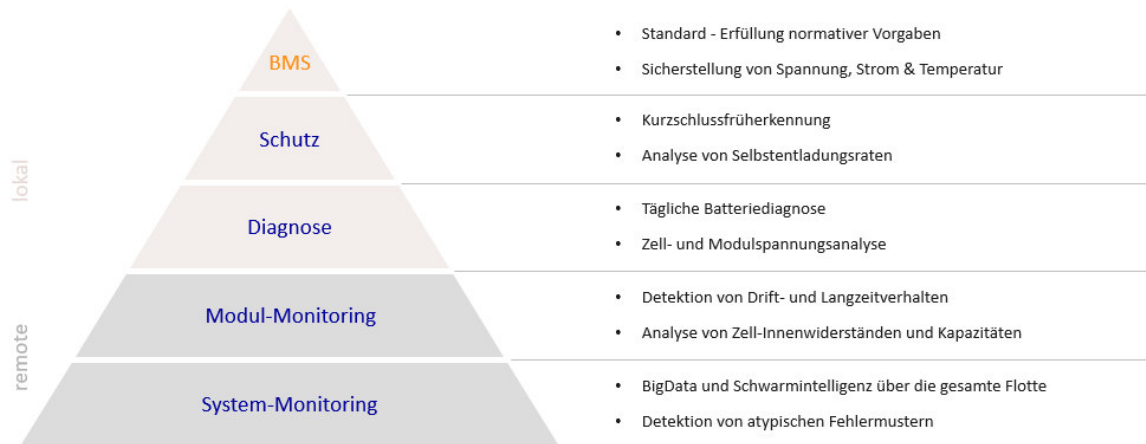 BMS
• Standard - Erfüllung normativer Vorgaben
• Sicherstellung von Spannung, Strom & Temperatur
lokal
Schutz
• Kurzschlussfrüherkennung
• Analyse von Selbstentladungsraten
Diagnose
• Tägliche Batteriediagnose
• Zell- und Modulspannungsanalyse
remote
Modul-Monitoring
• Detektion von Drift- und Langzeitverhalten
• Analyse von Zell-Innenwiderständen und Kapazitäten
System-Monitoring
• BigData und Schwarmintelligenz über die gesamte Flotte
• Detektion von atypischen Fehlermustern